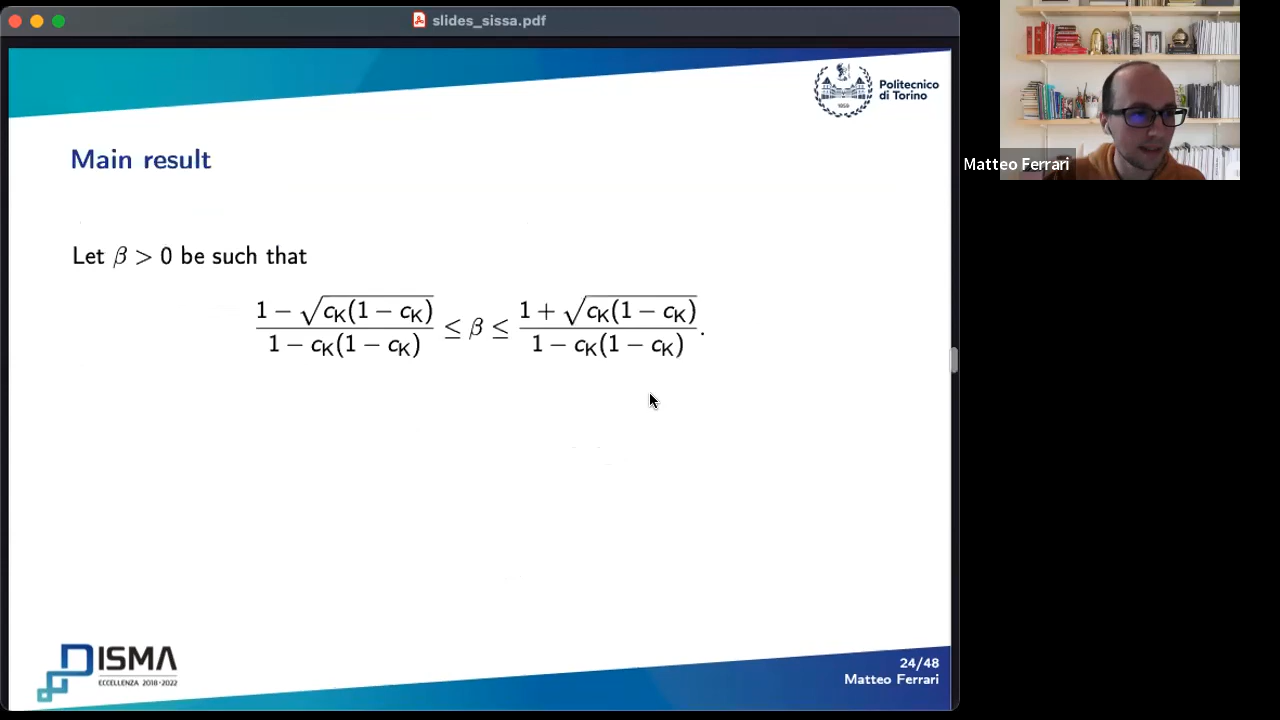 slides_sissa.pdf
1859
Politecnico
di Torino
Matteo Ferrari
Main result
Let β > 0 be such that
(1 − √(c_K(1 − c_K))) / (1 − c_K(1 − c_K)) ≤ β ≤ (1 + √(c_K(1 − c_K))) / (1 − c_K(1 − c_K)).
DISMA
ECCELLENZA 2018-2022
24/48
Matteo Ferrari